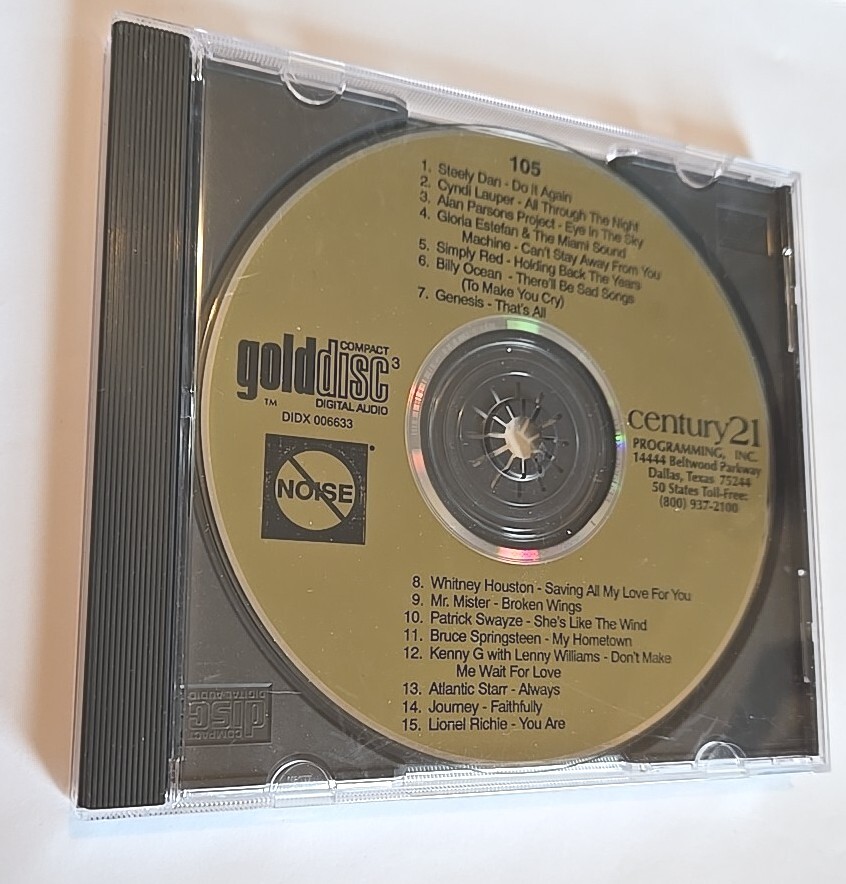 105
1. Steely Dan - Do It Again
2. Cyndi Lauper - All Through The Night
3. Alan Parsons Project - Eye In The Sky
4. Gloria Estefan & The Miami Sound
Machine - Can't Stay Away From You
5. Simply Red - Holding Back The Years
6. Billy Ocean - There'll Be Sad Songs
(To Make You Cry)
7. Genesis - That's All
golddisc 3
COMPACT
DIGITAL AUDIO
TM
DIDX 006633
NOISE
century21
PROGRAMMING, INC.
14444 Beltwood Parkway
Dallas, Texas 75244
50 States Toll-Free:
(800) 937-2100
8. Whitney Houston - Saving All My Love For You
9. Mr. Mister - Broken Wings
10. Patrick Swayze - She's Like The Wind
11. Bruce Springsteen - My Hometown
12. Kenny G with Lenny Williams - Don't Make
Me Wait For Love
13. Atlantic Starr - Always
14. Journey - Faithfully
15. Lionel Richie - You Are
COMPACT
disc
DIGITAL AUDIO